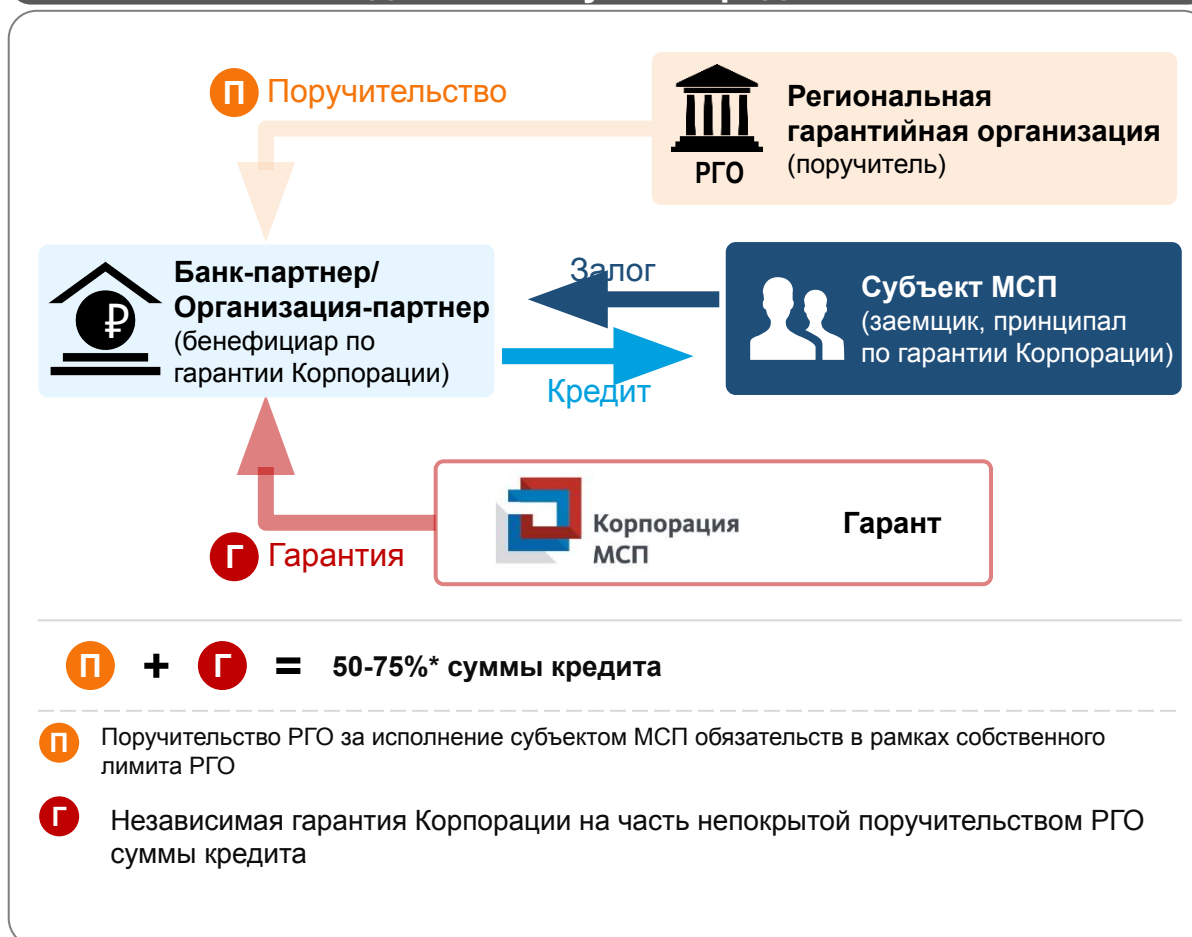 П Поручительство
Региональная
гарантийная организация
(поручитель)
РГО
Банк-партнер/
Организация-партнер
(бенефициар по
гарантии Корпорации)
₽
Залог
Кредит
Субъект МСП
(заемщик, принципал
по гарантии Корпорации)
Корпорация
МСП
Гарант
Г Гарантия
П + Г = 50-75%* суммы кредита
П Поручительство РГО за исполнение субъектом МСП обязательств в рамках собственного
лимита РГО
Г Независимая гарантия Корпорации на часть непокрытой поручительством РГО
суммы кредита